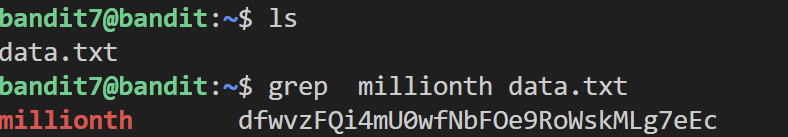 bandit7@bandit:~$ ls
data.txt
bandit7@bandit:~$ grep  millionth data.txt
millionth       dfwvzFQi4mU0wfNbFOe9RoWskMLg7eEc